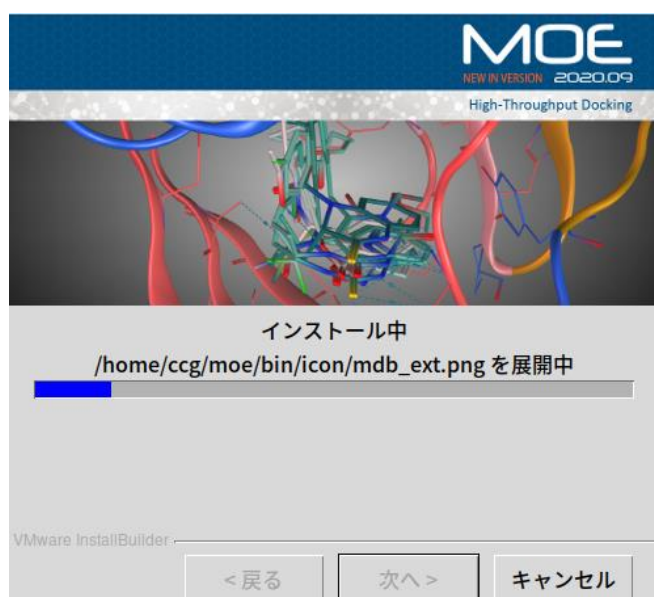 MOE
NEW IN VERSION 2020.09
High-Throughput Docking
インストール中
/home/ccg/moe/bin/icon/mdb_ext.png を展開中
VMware InstallBuilder
< 戻る
次へ >
キャンセル